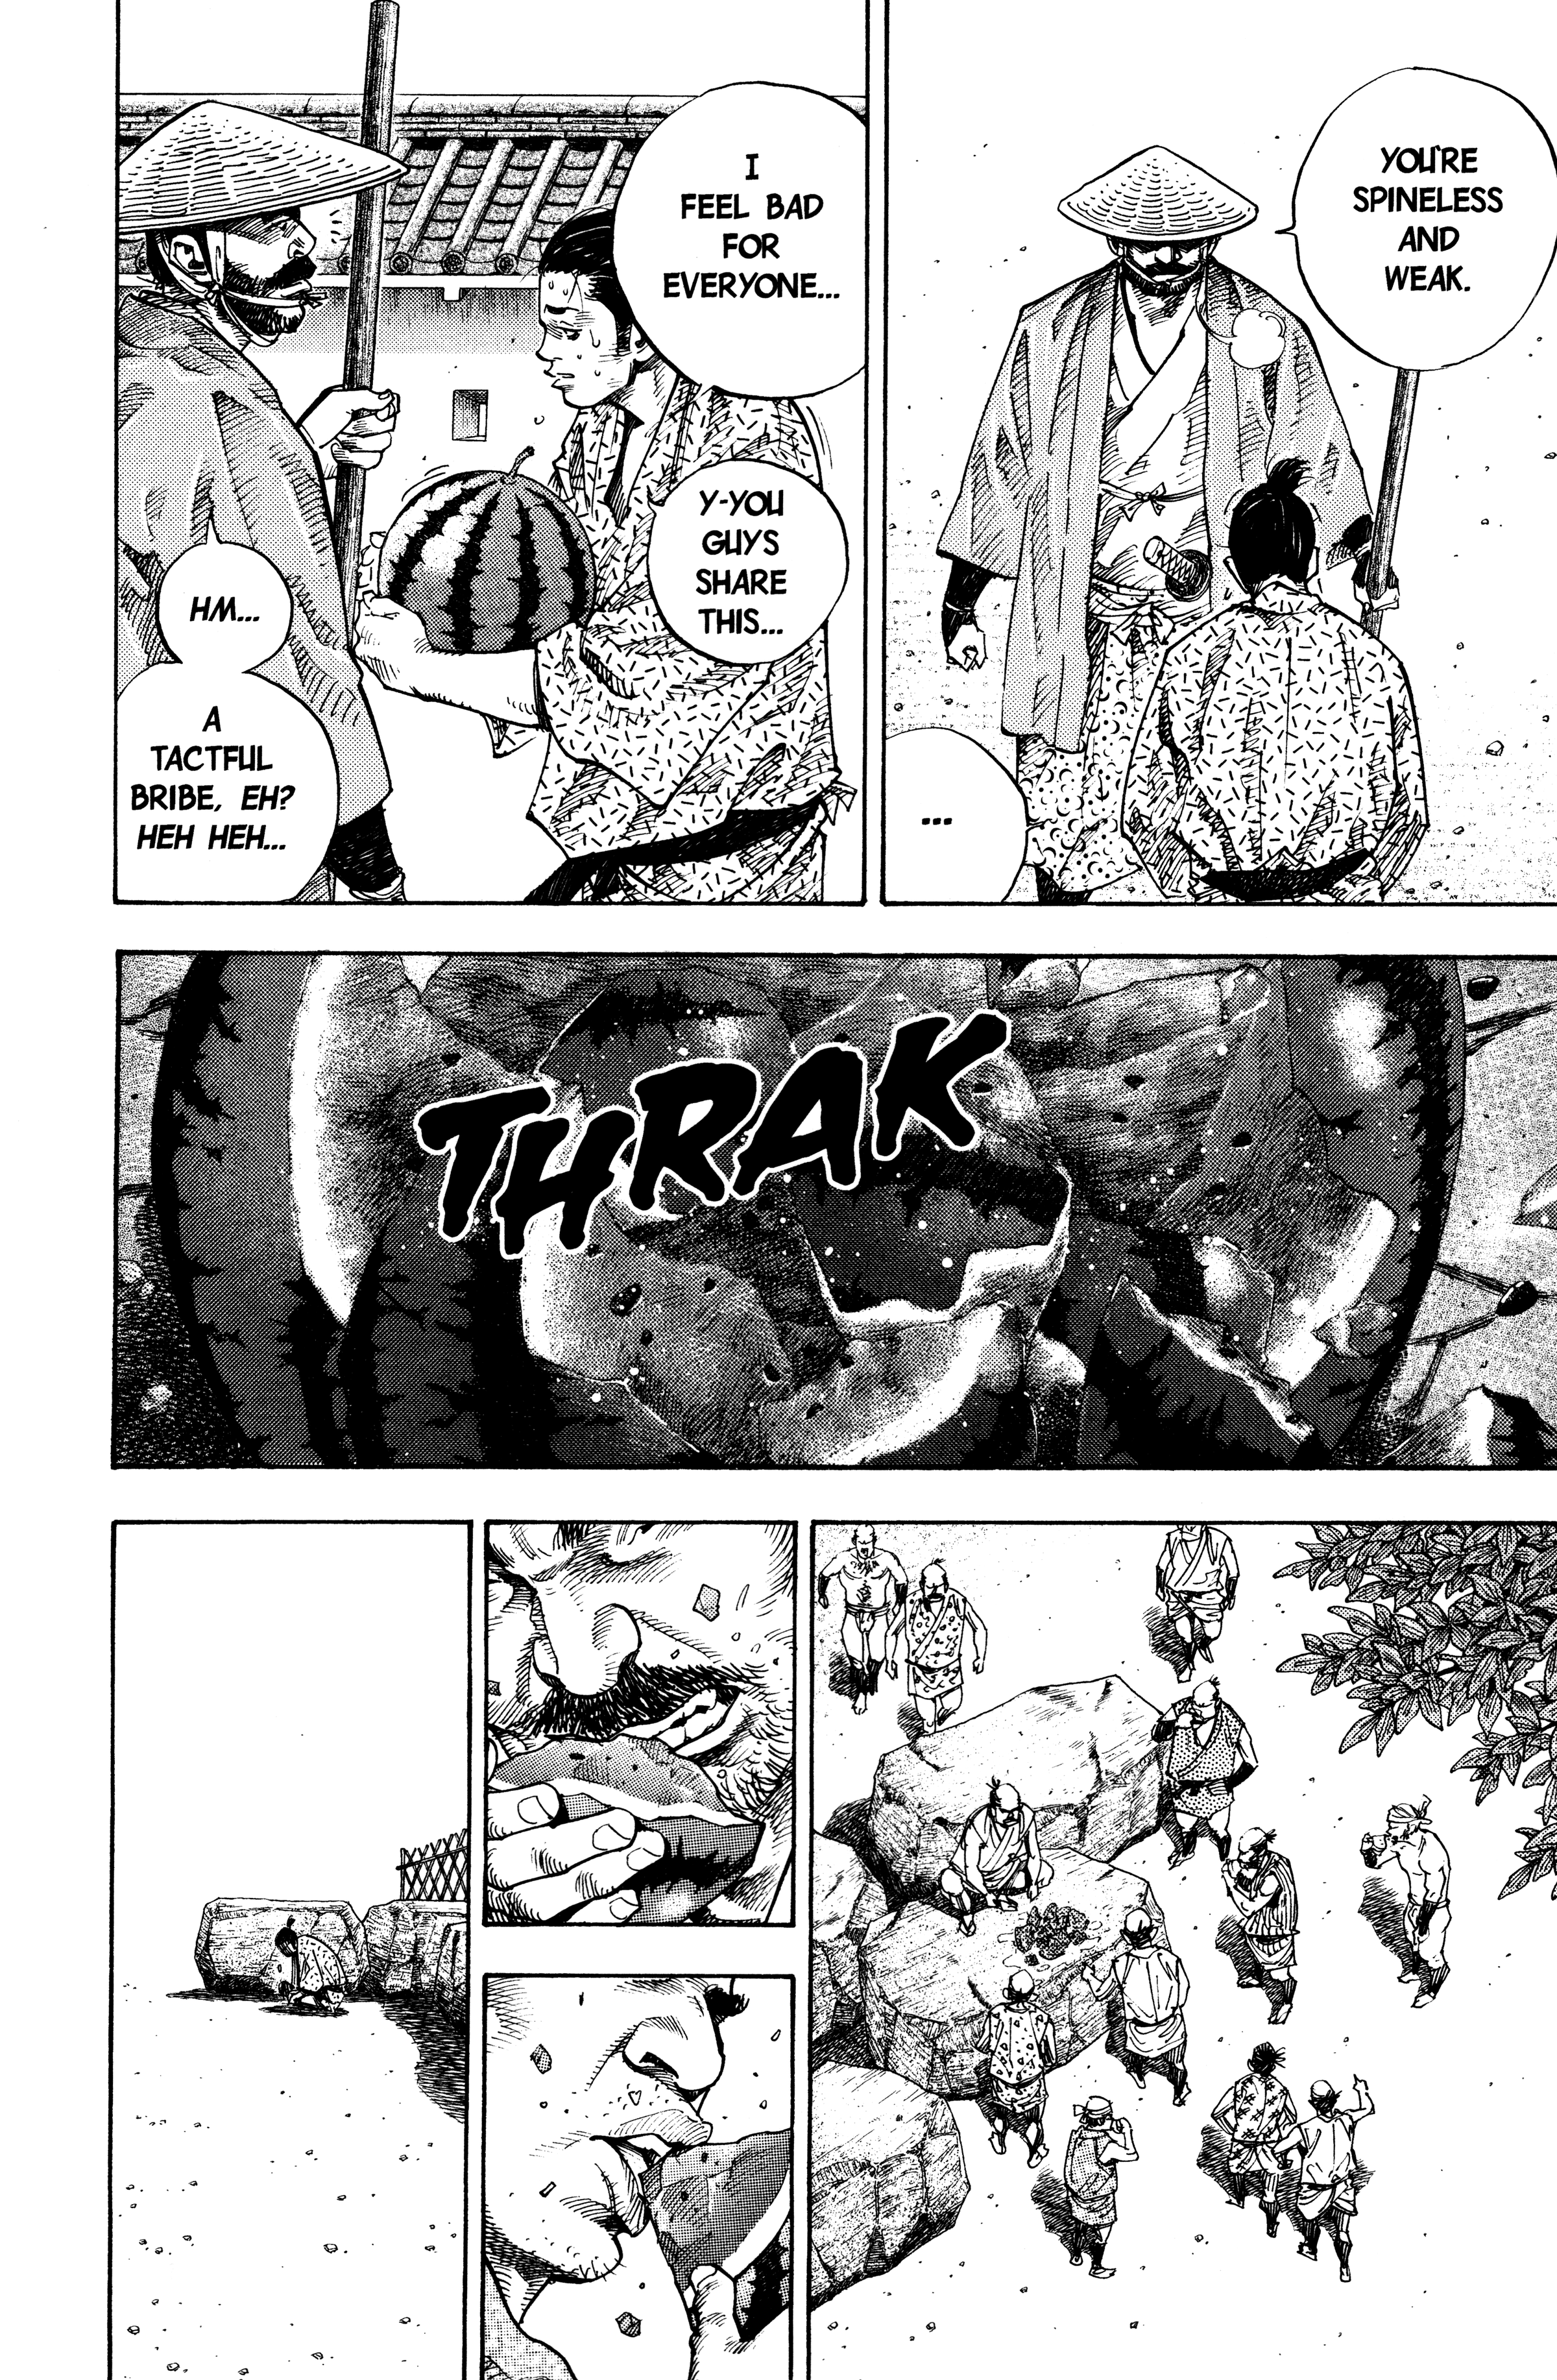 YOU'RE
SPINELESS
AND
WEAK.
...
I
FEEL BAD
FOR
EVERYONE...
Y-YOU
GUYS
SHARE
THIS...
HM...
A
TACTFUL
BRIBE, EH?
HEH HEH...
THRAK